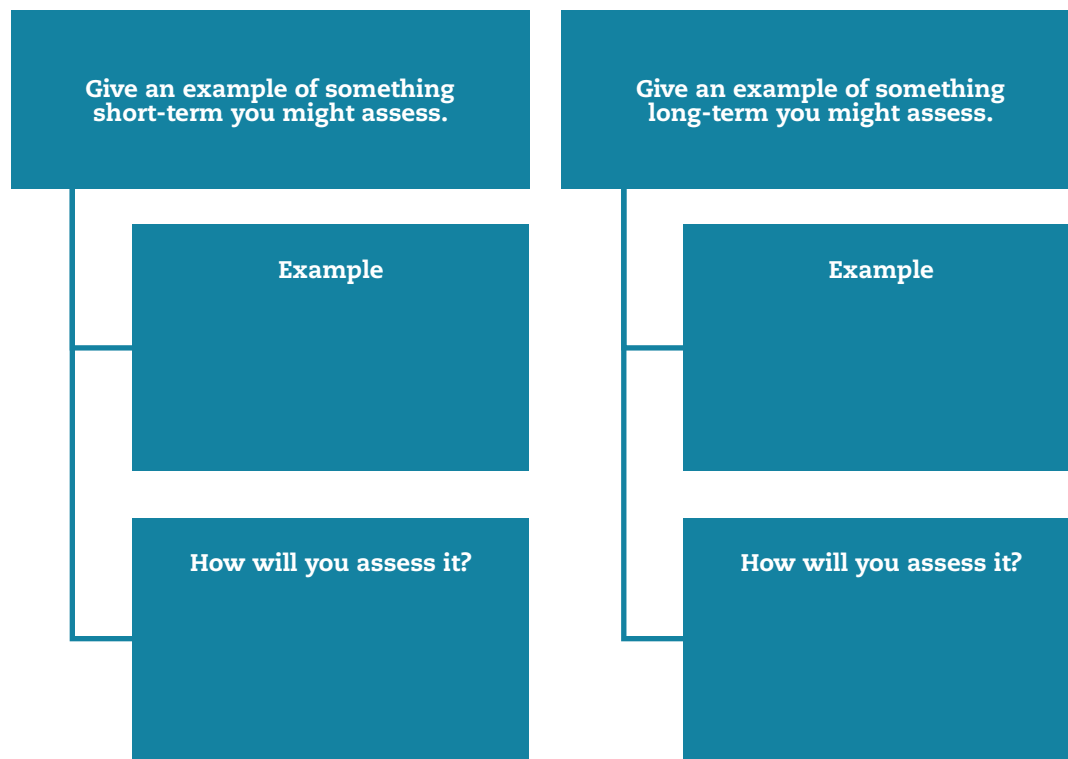 Give an example of something
short-term you might assess.
Example
How will you assess it?
Give an example of something
long-term you might assess.
Example
How will you assess it?